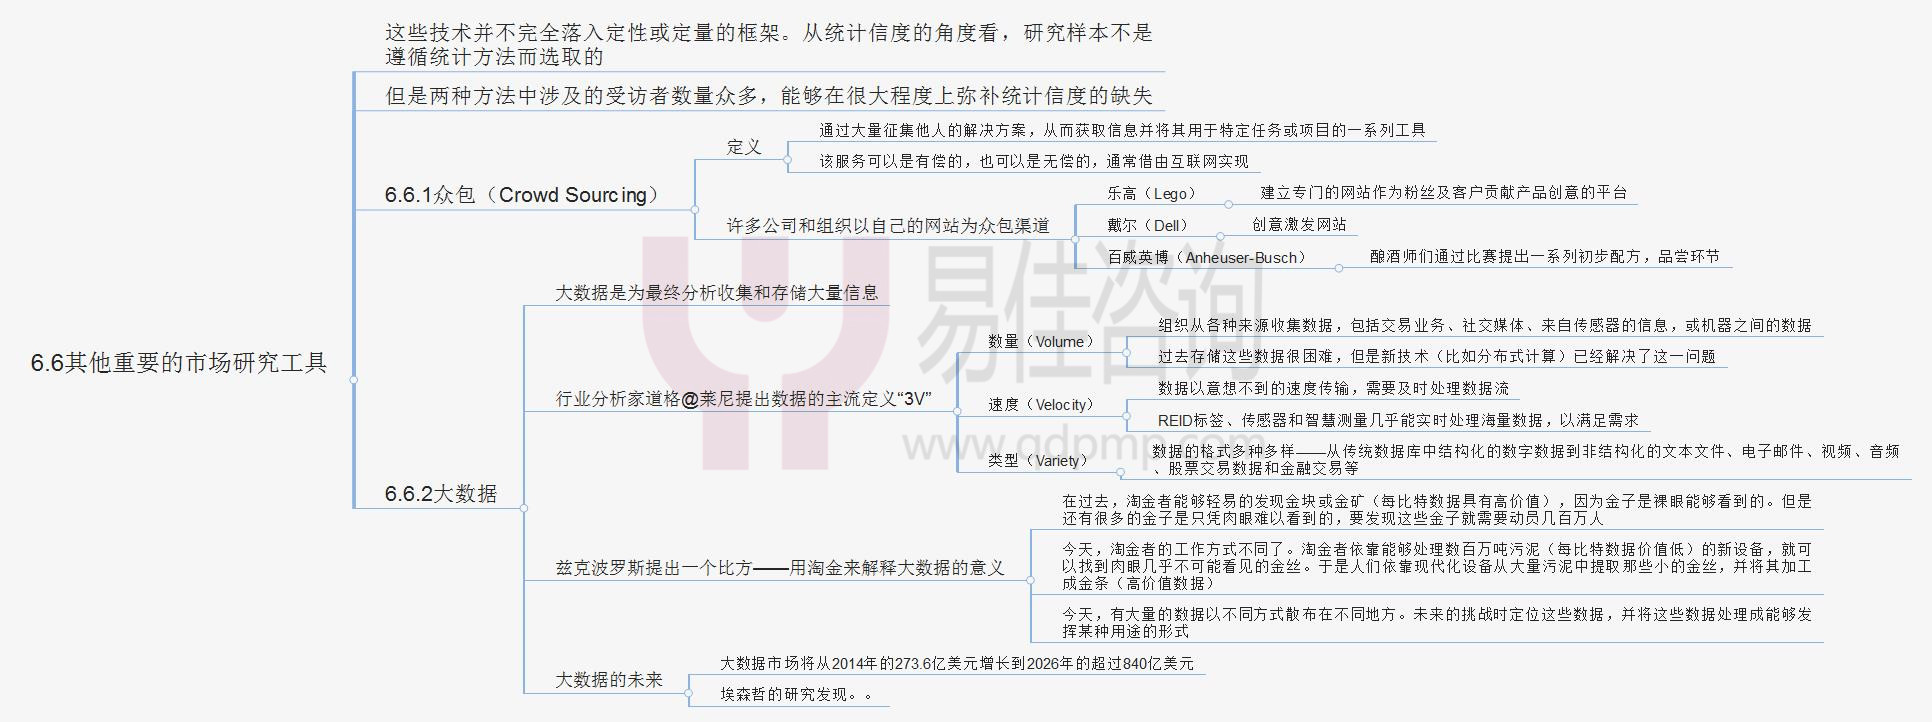 这些技术并不完全落入定性或定量的框架。从统计信度的角度看，研究样本不是
遵循统计方法而选取的
但是两种方法中涉及的受访者数量众多，能够在很大程度上弥补统计信度的缺失
定义
通过大量征集他人的解决方案，从而获取信息并将其用于特定任务或项目的一系列工具
该服务可以是有偿的，也可以是无偿的，通常借由互联网实现
6.6.1众包（Crowd Sourcing）
许多公司和组织以自己的网站为众包渠道
乐高（Lego）
建立专门的网站作为粉丝及客户贡献产品创意的平台
戴尔（Dell）
创意激发网站
百威英博（Anheuser-Busch）
酿酒师们通过比赛提出一系列初步配方，品尝环节
6.6其他重要的市场研究工具
大数据是为最终分析收集和存储大量信息
行业分析家道格@莱尼提出数据的主流定义“3V”
数量（Volume）
组织从各种来源收集数据，包括交易业务、社交媒体、来自传感器的信息，或机器之间的数据
过去存储这些数据很困难，但是新技术（比如分布式计算）已经解决了这一问题
速度（Velocity）
数据以意想不到的速度传输，需要及时处理数据流
REID标签、传感器和智慧测量几乎能实时处理海量数据，以满足需求
类型（Variety）
数据的格式多种多样——从传统数据库中结构化的数字数据到非结构化的文本文件、电子邮件、视频、音频
、股票交易数据和金融交易等
6.6.2大数据
兹克波罗斯提出一个比方——用淘金来解释大数据的意义
在过去，淘金者能够轻易的发现金块或金矿（每比特数据具有高价值），因为金子是裸眼能够看到的。但是
还有很多的金子是只凭肉眼难以看到的，要发现这些金子就需要动员几百万人
今天，淘金者的工作方式不同了。淘金者依靠能够处理数百万吨污泥（每比特数据价值低）的新设备，就可
以找到肉眼几乎不可能看见的金丝。于是人们依靠现代化设备从大量污泥中提取那些小的金丝，并将其加工
成金条（高价值数据）
今天，有大量的数据以不同方式散布在不同地方。未来的挑战时定位这些数据，并将这些数据处理成能够发
挥某种用途的形式
大数据的未来
大数据市场将从2014年的273.6亿美元增长到2026年的超过840亿美元
埃森哲的研究发现。。
易佳咨询
www.qdpmp.com